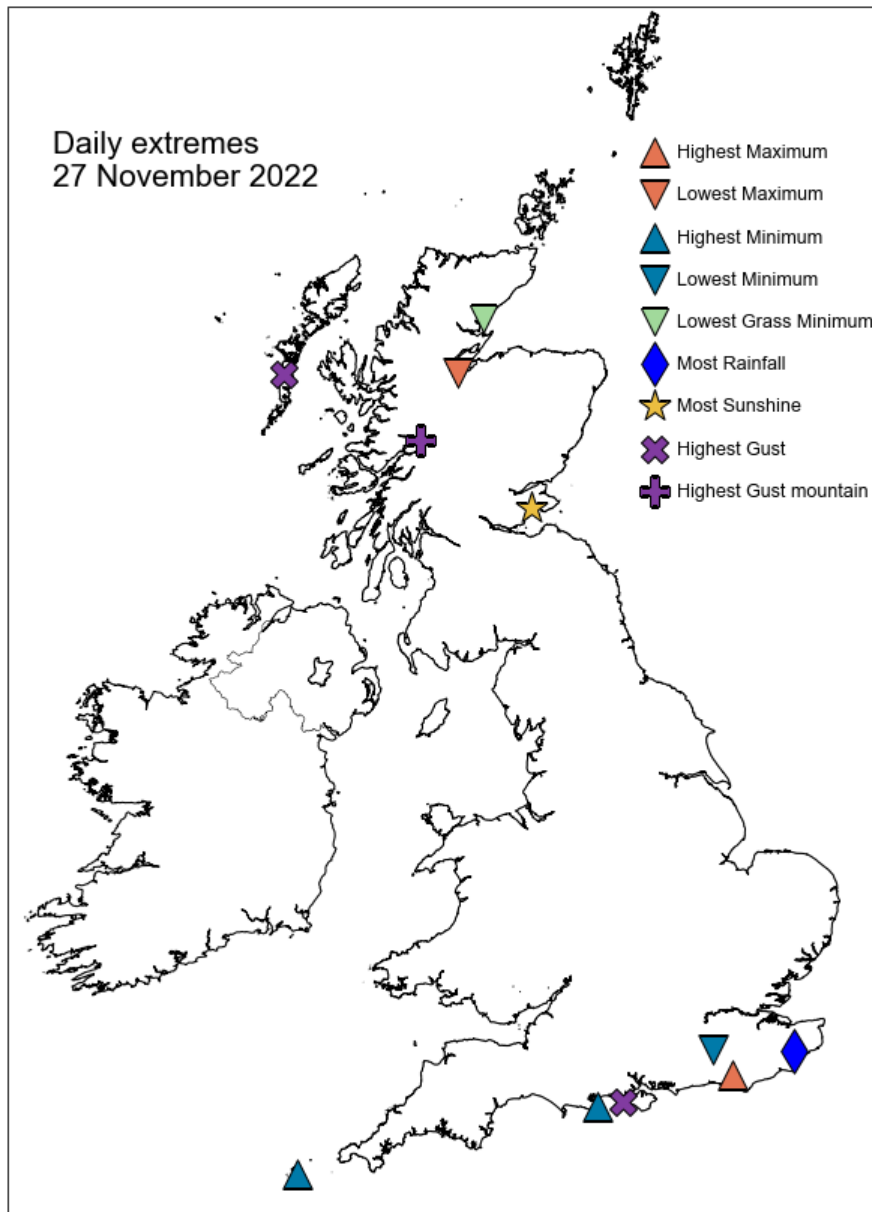 Daily extremes
27 November 2022
Highest Maximum
Lowest Maximum
Highest Minimum
Lowest Minimum
Lowest Grass Minimum
Most Rainfall
Most Sunshine
Highest Gust
Highest Gust mountain